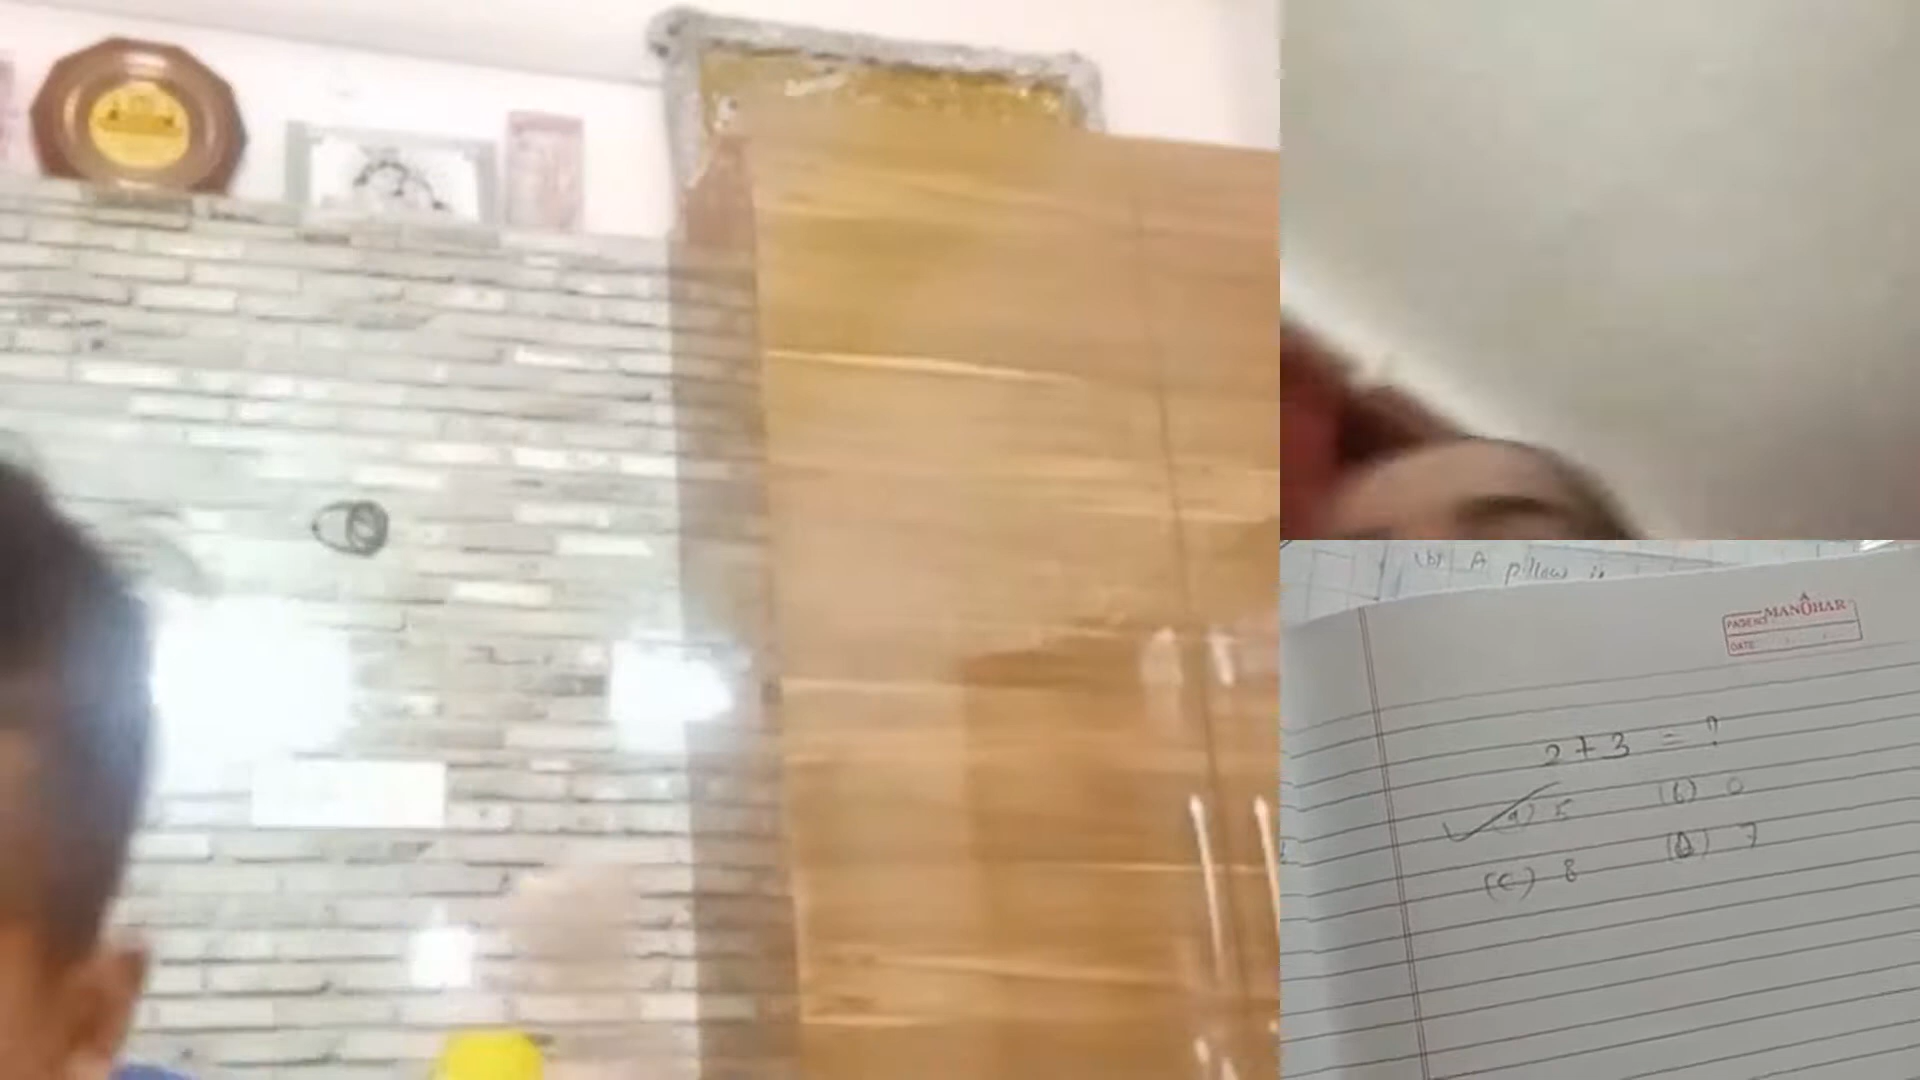 (b) A pillow is
MANOHAR
PAGE NO.
DATE
2 + 3 = ?
(a) 5 (b) 0
(c) 8 (d) 7